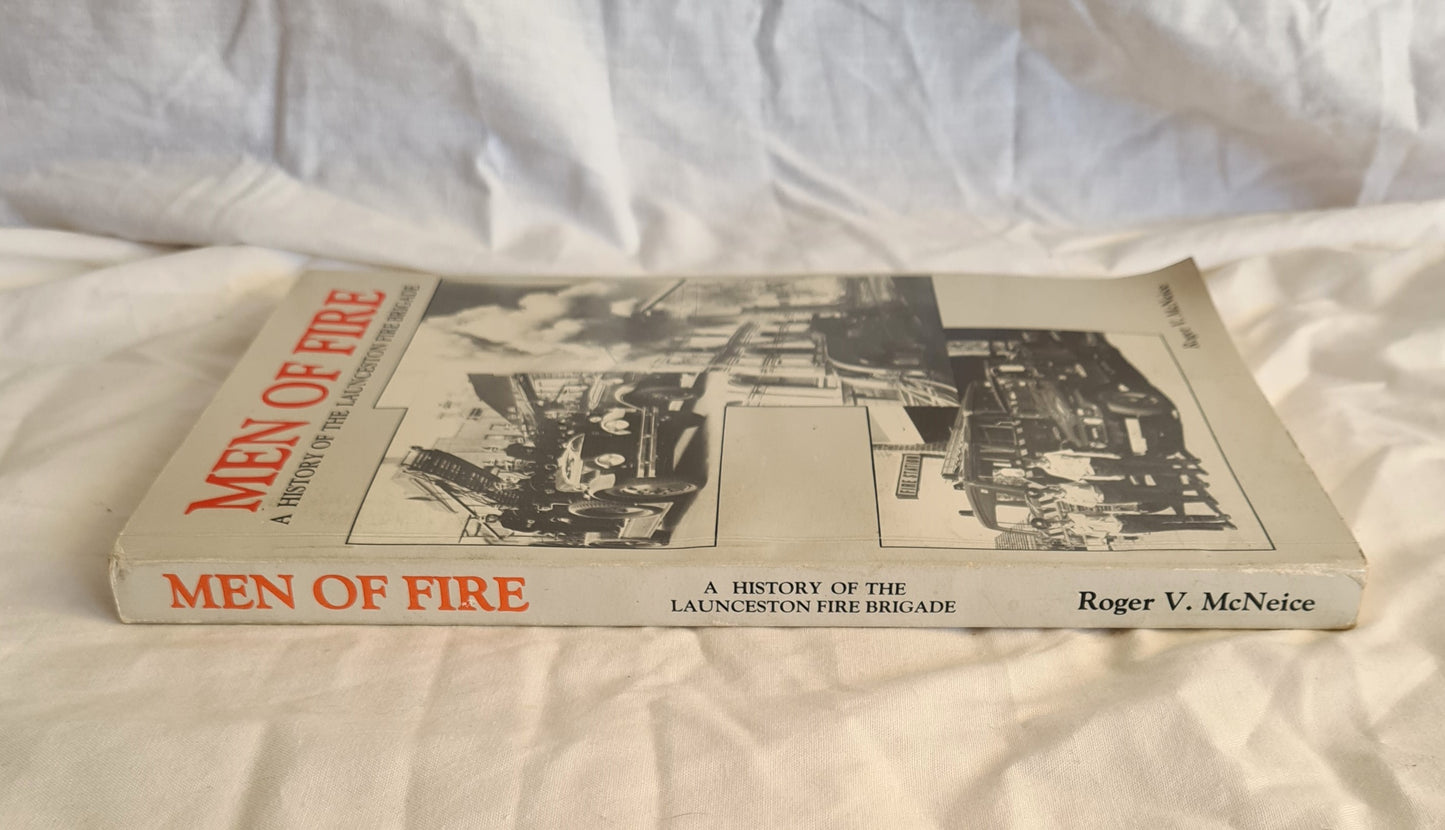 MEN OF FIRE
A HISTORY OF THE LAUNCESTON FIRE BRIGADE
Roger V. McNeice
FIRE STATION
MEN OF FIRE
A HISTORY OF THE
LAUNCESTON FIRE BRIGADE
Roger V. McNeice